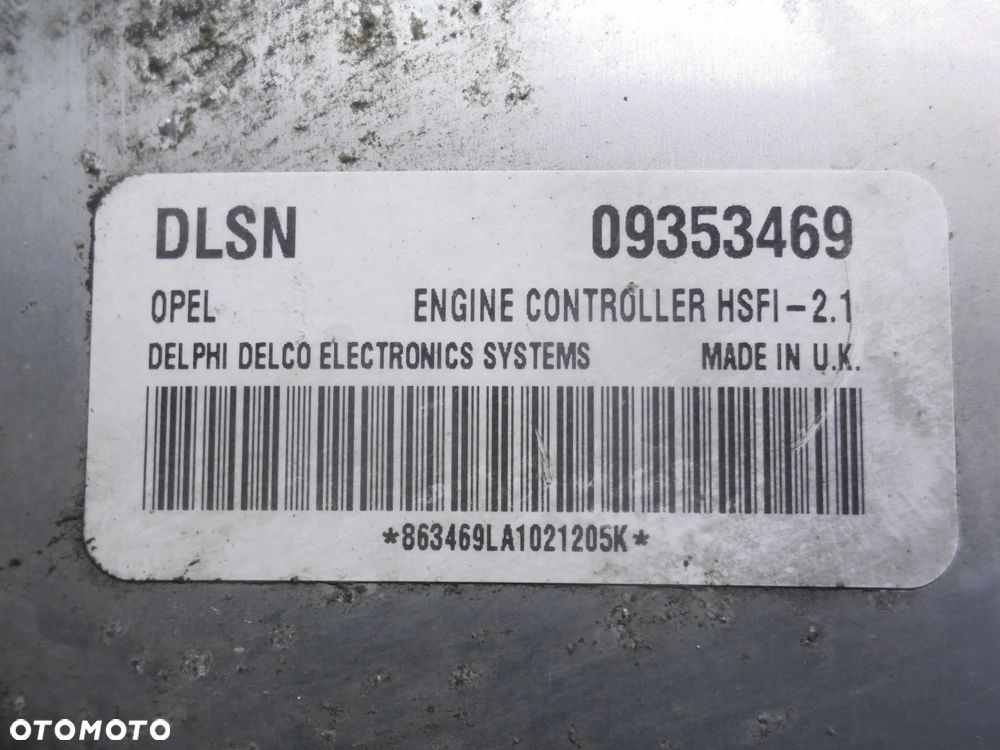 DLSN 09353469
OPEL ENGINE CONTROLLER HSFI-2.1
DELPHI DELCO ELECTRONICS SYSTEMS MADE IN U.K.
*863469LA1021205K*
OTOMOTO